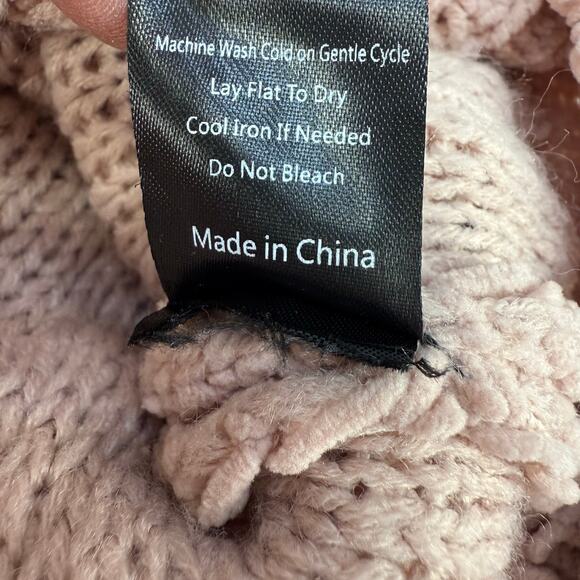 Machine Wash Cold on Gentle Cycle
Lay Flat To Dry
Cool Iron If Needed
Do Not Bleach
Made in China